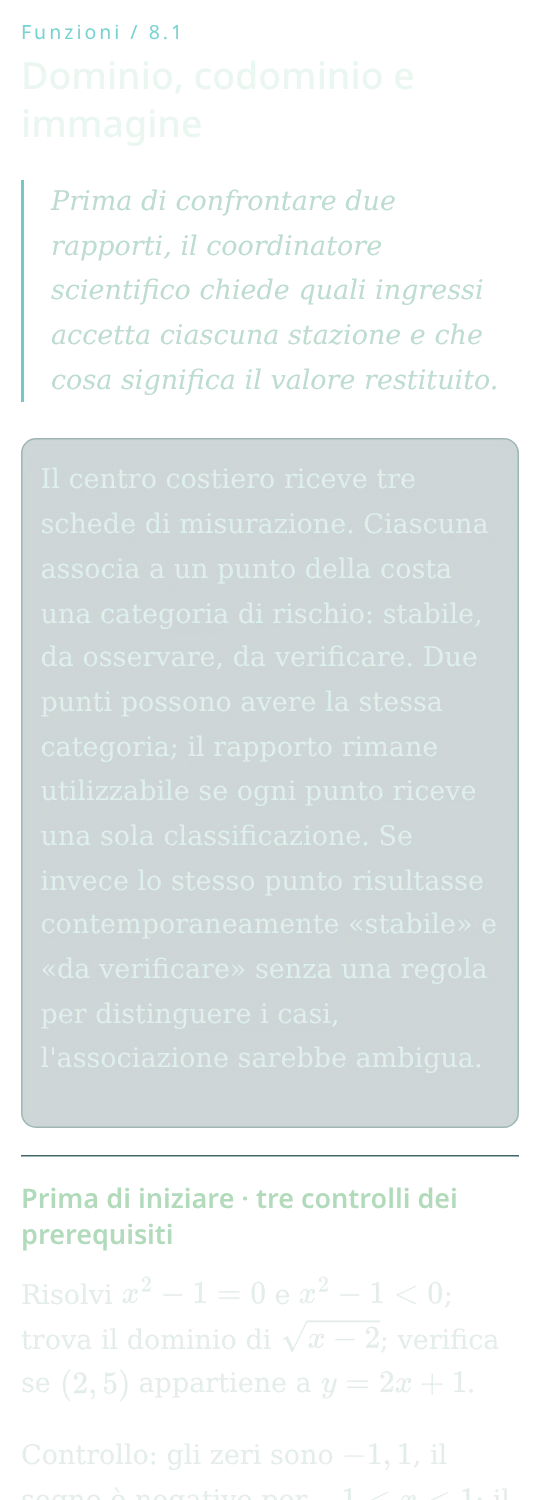 Funzioni / 8.1
Dominio, codominio e
immagine
Prima di confrontare due
rapporti, il coordinatore
scientifico chiede quali ingressi
accetta ciascuna stazione e che
cosa significa il valore restituito.
Il centro costiero riceve tre
schede di misurazione. Ciascuna
associa a un punto della costa
una categoria di rischio: stabile,
da osservare, da verificare. Due
punti possono avere la stessa
categoria; il rapporto rimane
utilizzabile se ogni punto riceve
una sola classificazione. Se
invece lo stesso punto risultasse
contemporaneamente «stabile» e
«da verificare» senza una regola
per distinguere i casi,
l'associazione sarebbe ambigua.
Prima di iniziare · tre controlli dei
prerequisiti
Risolvi x² − 1 = 0 e x² − 1 < 0;
trova il dominio di √(x − 2); verifica
se (2, 5) appartiene a y = 2x + 1.
Controllo: gli zeri sono −1, 1, il
segno è negativo per −1 < x < 1; il